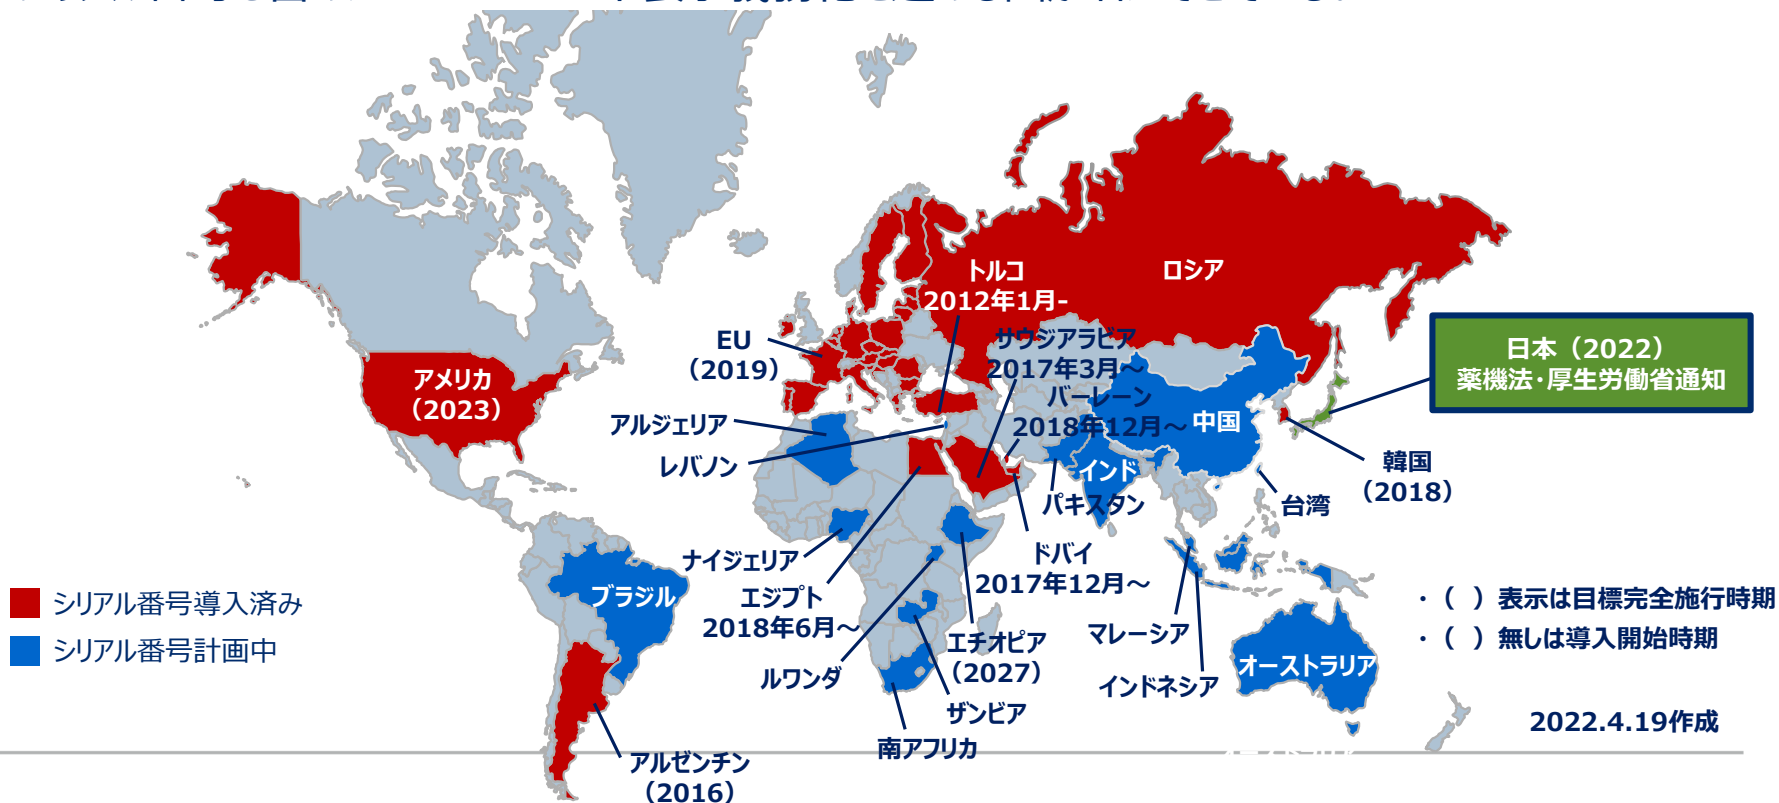 トルコ
2012年1月-
ロシア
EU
（2019）
サウジアラビア
2017年3月～
バーレーン
2018年12月～
日本（2022）
薬機法・厚生労働省通知
アメリカ
（2023）
アルジェリア
レバノン
中国
インド
パキスタン
韓国
（2018）
台湾
ナイジェリア
エジプト
2018年6月～
ドバイ
2017年12月～
ブラジル
シリアル番号導入済み
シリアル番号計画中
ルワンダ
エチオピア
（2027）
ザンビア
南アフリカ
マレーシア
インドネシア
オーストラリア
・（ ）表示は目標完全施行時期
・（ ）無しは導入開始時期
2022.4.19作成
アルゼンチン
（2016）